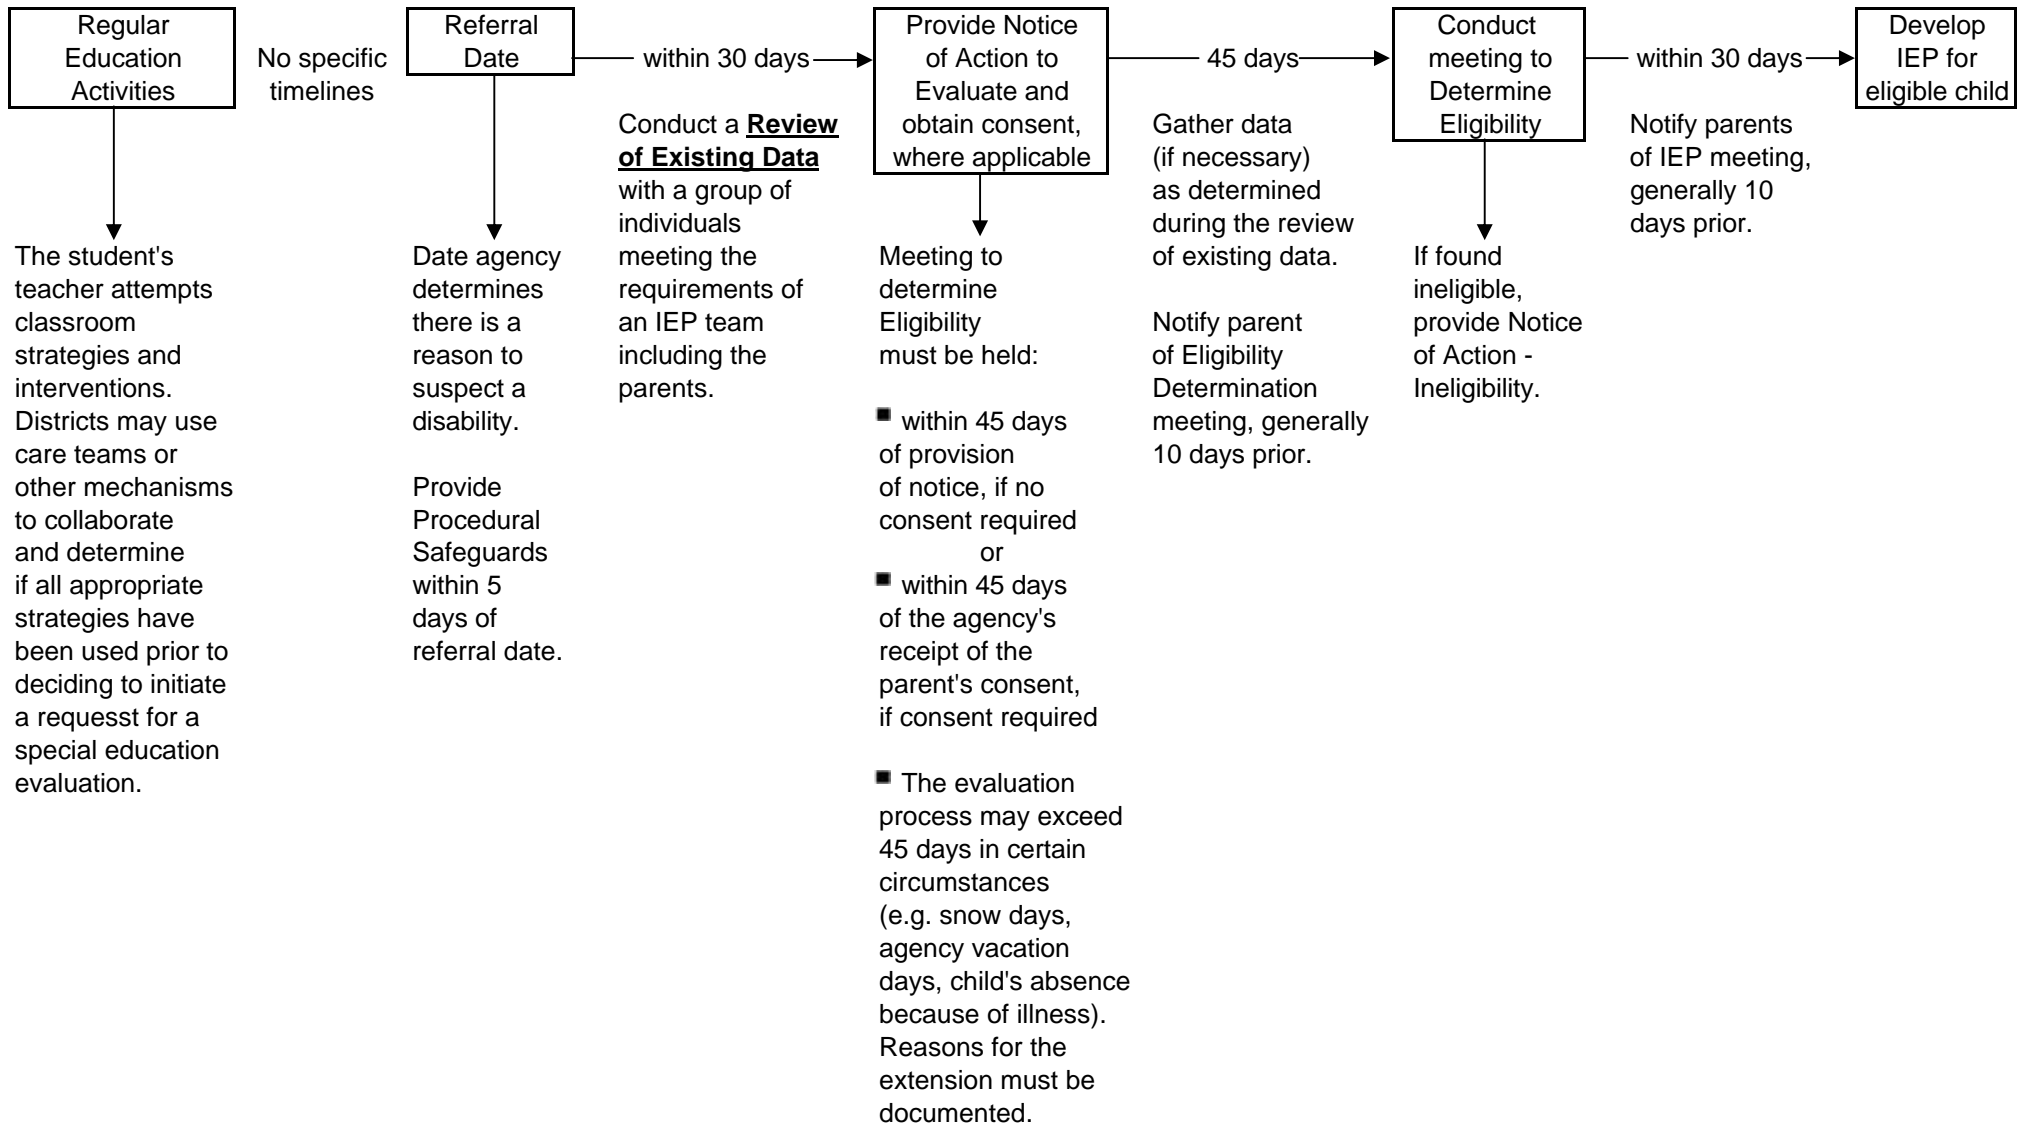 Regular
Education
Activities
No specific
timelines
Referral
Date
within 30 days
Provide Notice
of Action to
Evaluate and
obtain consent,
where applicable
45 days
Conduct
meeting to
Determine
Eligibility
within 30 days
Develop
IEP for
eligible child
The student's
teacher attempts
classroom
strategies and
interventions.
Districts may use
care teams or
other mechanisms
to collaborate
and determine
if all appropriate
strategies have
been used prior to
deciding to initiate
a requesst for a
special education
evaluation.
Date agency
determines
there is a
reason to
suspect a
disability.
Provide
Procedural
Safeguards
within 5
days of
referral date.
Conduct a Review
of Existing Data
with a group of
individuals
meeting the
requirements of
an IEP team
including the
parents.
Meeting to
determine
Eligibility
must be held:
▪ within 45 days
of provision
of notice, if no
consent required
or
▪ within 45 days
of the agency's
receipt of the
parent's consent,
if consent required
▪ The evaluation
process may exceed
45 days in certain
circumstances
(e.g. snow days,
agency vacation
days, child's absence
because of illness).
Reasons for the
extension must be
documented.
Gather data
(if necessary)
as determined
during the review
of existing data.
Notify parent
of Eligibility
Determination
meeting, generally
10 days prior.
If found
ineligible,
provide Notice
of Action -
Ineligibility.
Notify parents
of IEP meeting,
generally 10
days prior.